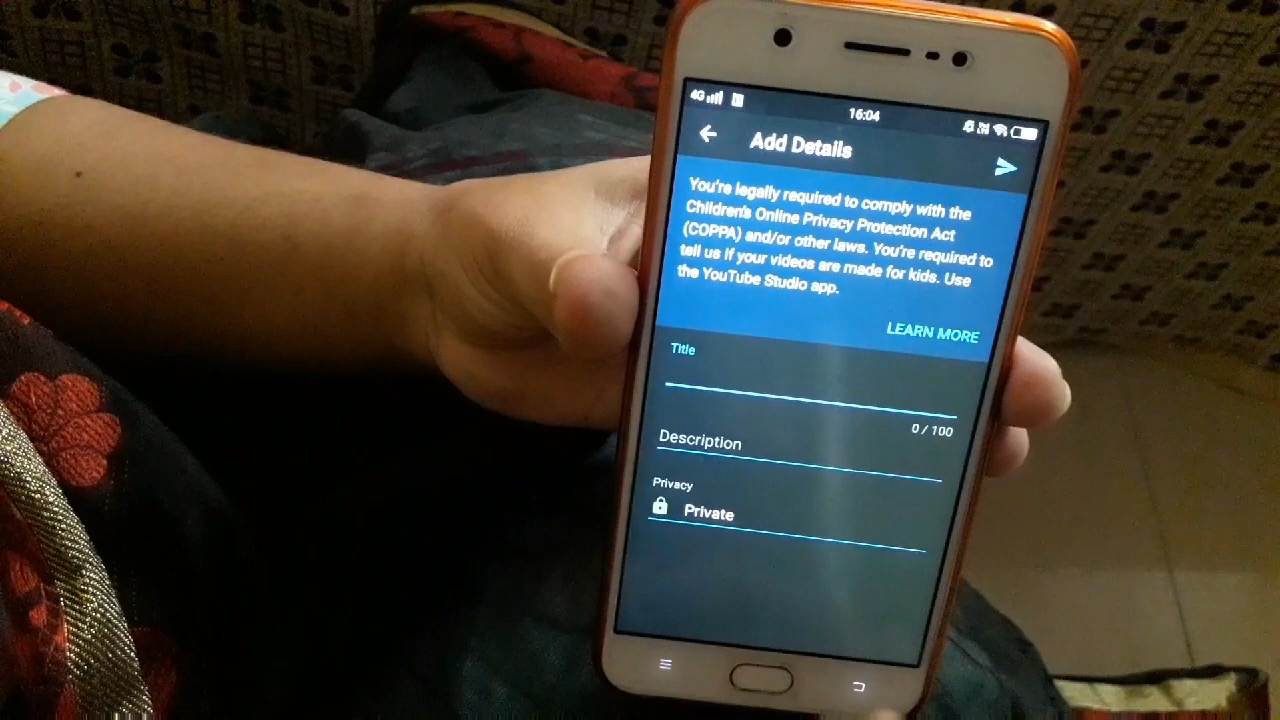 4G
16:04
Add Details
You're legally required to comply with the
Children's Online Privacy Protection Act
(COPPA) and/or other laws. You're required to
tell us if your videos are made for kids. Use
the YouTube Studio app.
LEARN MORE
Title
0 / 100
Description
Privacy
Private